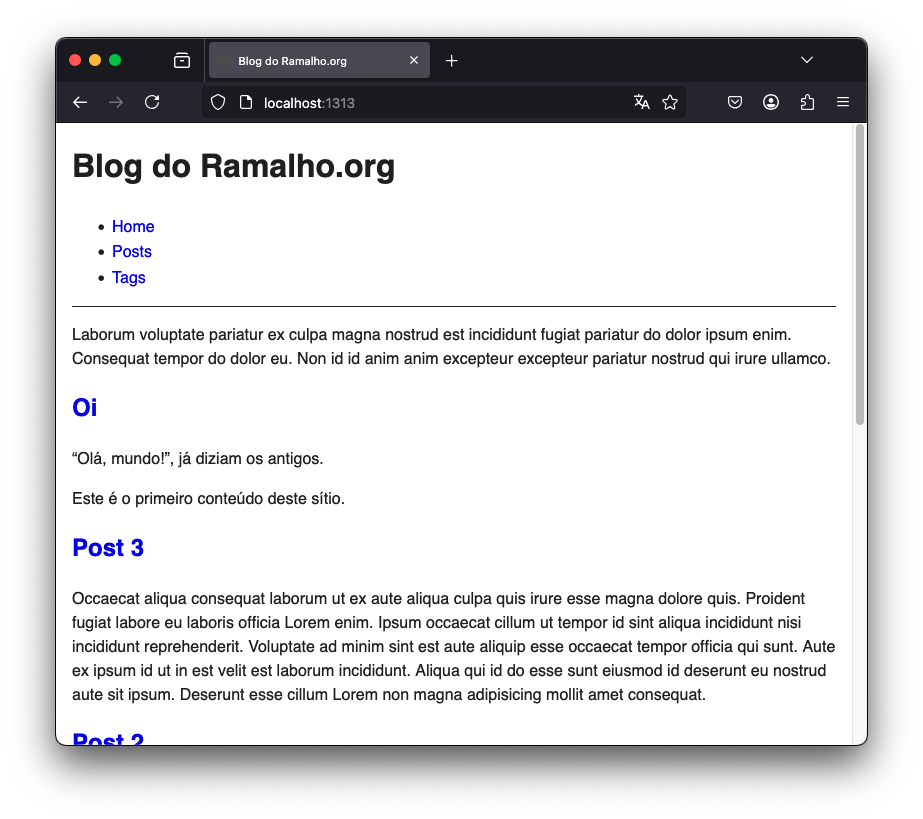 Blog do Ramalho.org
localhost:1313
Blog do Ramalho.org
Home
Posts
Tags
Laborum voluptate pariatur ex culpa magna nostrud est incididunt fugiat pariatur do dolor ipsum enim.
Consequat tempor do dolor eu. Non id id anim anim excepteur excepteur pariatur nostrud qui irure ullamco.
Oi
“Olá, mundo!”, já diziam os antigos.
Este é o primeiro conteúdo deste sítio.
Post 3
Occaecat aliqua consequat laborum ut ex aute aliqua culpa quis irure esse magna dolore quis. Proident
fugiat labore eu laboris officia Lorem enim. Ipsum occaecat cillum ut tempor id sint aliqua incididunt nisi
incididunt reprehenderit. Voluptate ad minim sint est aute aliquip esse occaecat tempor officia qui sunt. Aute
ex ipsum id ut in est velit est laborum incididunt. Aliqua qui id do esse sunt eiusmod id deserunt eu nostrud
aute sit ipsum. Deserunt esse cillum Lorem non magna adipisicing mollit amet consequat.
Post 2